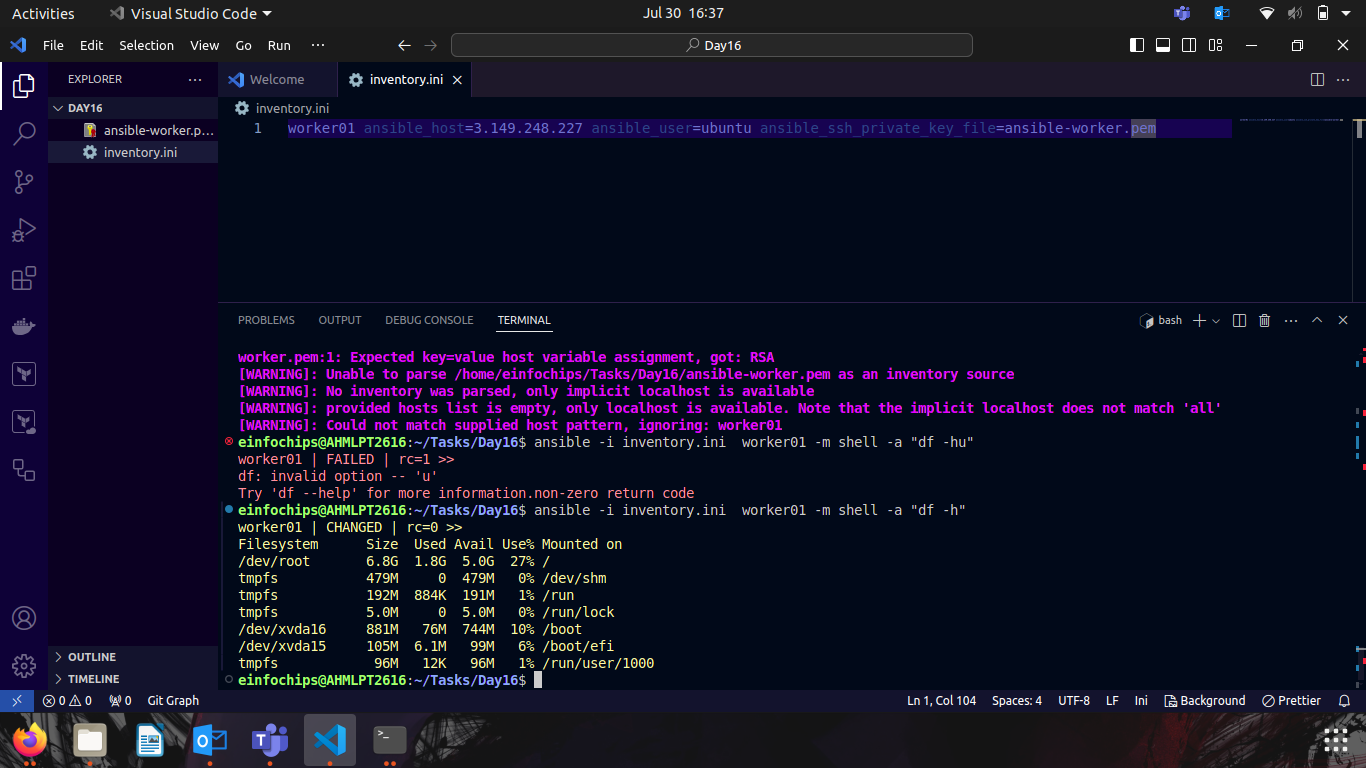 Activities
Visual Studio Code
Jul 30 16:37
File Edit Selection View Go Run ···
Day16
EXPLORER ···
DAY16
ansible-worker.p...
inventory.ini
Welcome
inventory.ini
inventory.ini
1 worker01 ansible_host=3.149.248.227 ansible_user=ubuntu ansible_ssh_private_key_file=ansible-worker.pem
PROBLEMS OUTPUT DEBUG CONSOLE TERMINAL
bash
worker.pem:1: Expected key=value host variable assignment, got: RSA
[WARNING]: Unable to parse /home/einfochips/Tasks/Day16/ansible-worker.pem as an inventory source
[WARNING]: No inventory was parsed, only implicit localhost is available
[WARNING]: provided hosts list is empty, only localhost is available. Note that the implicit localhost does not match 'all'
[WARNING]: Could not match supplied host pattern, ignoring: worker01
einfochips@AHMLPT2616:~/Tasks/Day16$ ansible -i inventory.ini  worker01 -m shell -a "df -hu"
worker01 | FAILED | rc=1 >>
df: invalid option -- 'u'
Try 'df --help' for more information.non-zero return code
einfochips@AHMLPT2616:~/Tasks/Day16$ ansible -i inventory.ini  worker01 -m shell -a "df -h"
worker01 | CHANGED | rc=0 >>
Filesystem      Size  Used Avail Use% Mounted on
/dev/root       6.8G  1.8G  5.0G  27% /
tmpfs           479M     0  479M   0% /dev/shm
tmpfs           192M  884K  191M   1% /run
tmpfs           5.0M     0  5.0M   0% /run/lock
/dev/xvda16     881M   76M  744M  10% /boot
/dev/xvda15     105M  6.1M   99M   6% /boot/efi
tmpfs            96M   12K   96M   1% /run/user/1000
einfochips@AHMLPT2616:~/Tasks/Day16$
OUTLINE
TIMELINE
0 0 0 Git Graph
Ln 1, Col 104 Spaces: 4 UTF-8 LF Ini Background Prettier